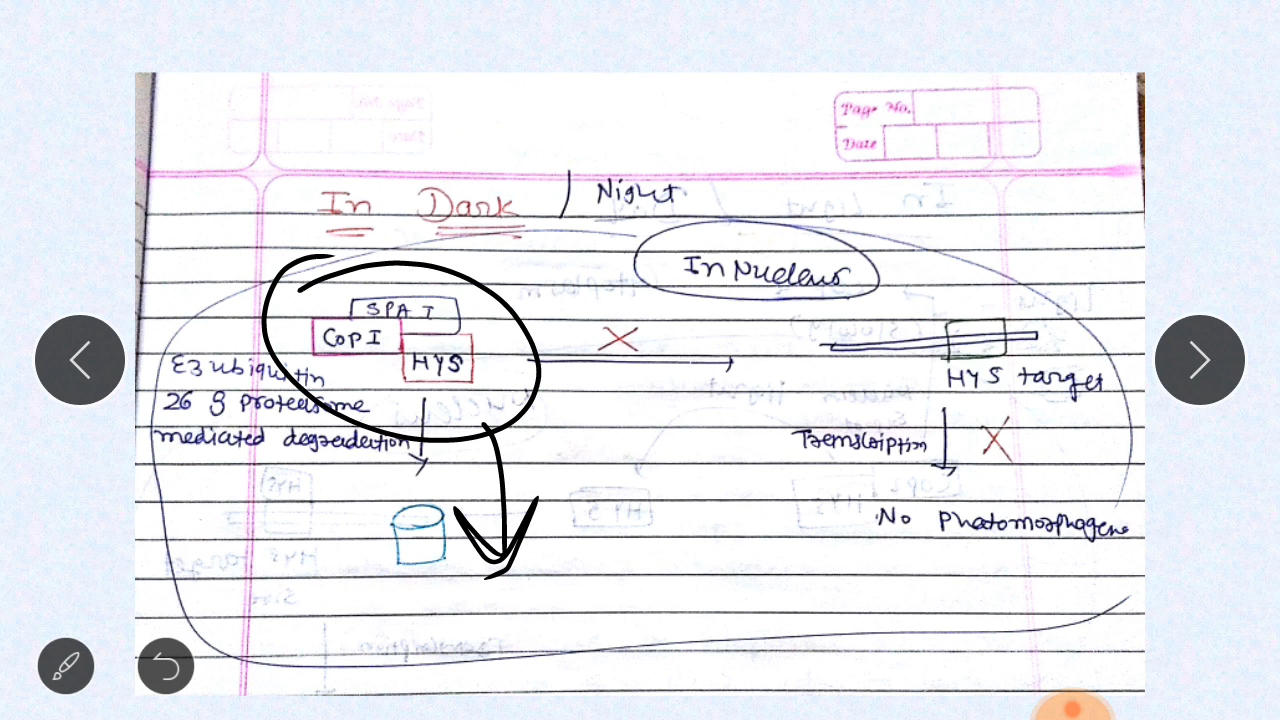 Page No.
Date
In Dark / Night
In Nucleus
SPA I
COP I
HYS
E3 ubiquitin
26 S proteasome
mediated degradation
HYS target
Transcription
No Photomorphogene